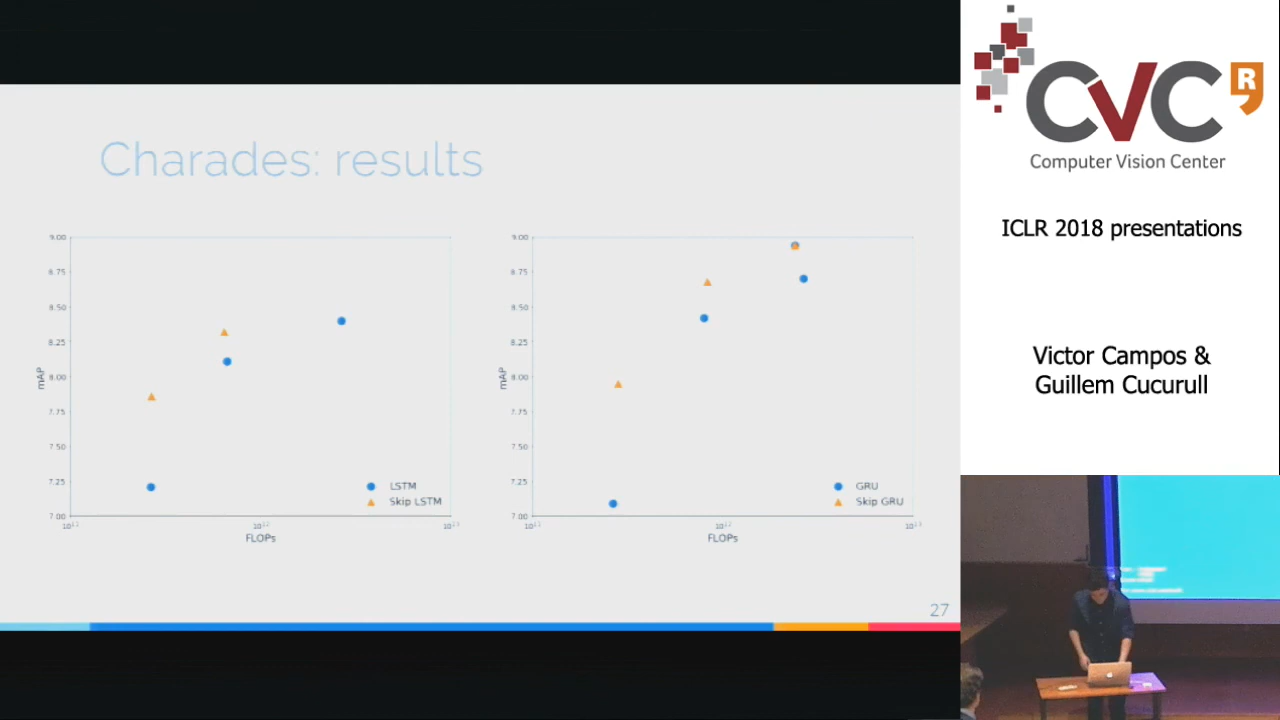 Charades: results
9.00
8.75
8.50
8.25
8.00
7.75
7.50
7.25
7.00
mAP
LSTM
Skip LSTM
FLOPs
9.00
8.75
8.50
8.25
8.00
7.75
7.50
7.25
7.00
mAP
GRU
Skip GRU
FLOPs
27
CVC
R
Computer Vision Center
ICLR 2018 presentations
Victor Campos &
Guillem Cucurull